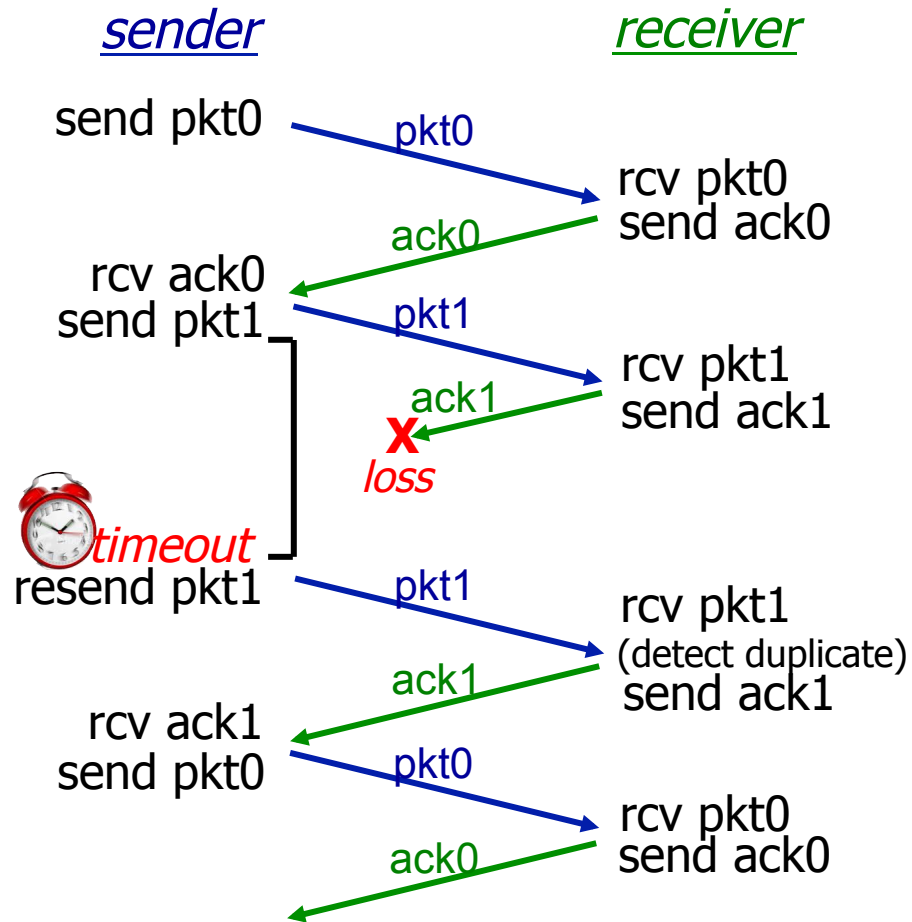 sender
receiver
send pkt0
pkt0
rcv pkt0
send ack0
ack0
rcv ack0
send pkt1
pkt1
rcv pkt1
send ack1
ack1
X
loss
timeout
resend pkt1
pkt1
rcv pkt1
(detect duplicate)
send ack1
ack1
rcv ack1
send pkt0
pkt0
rcv pkt0
send ack0
ack0